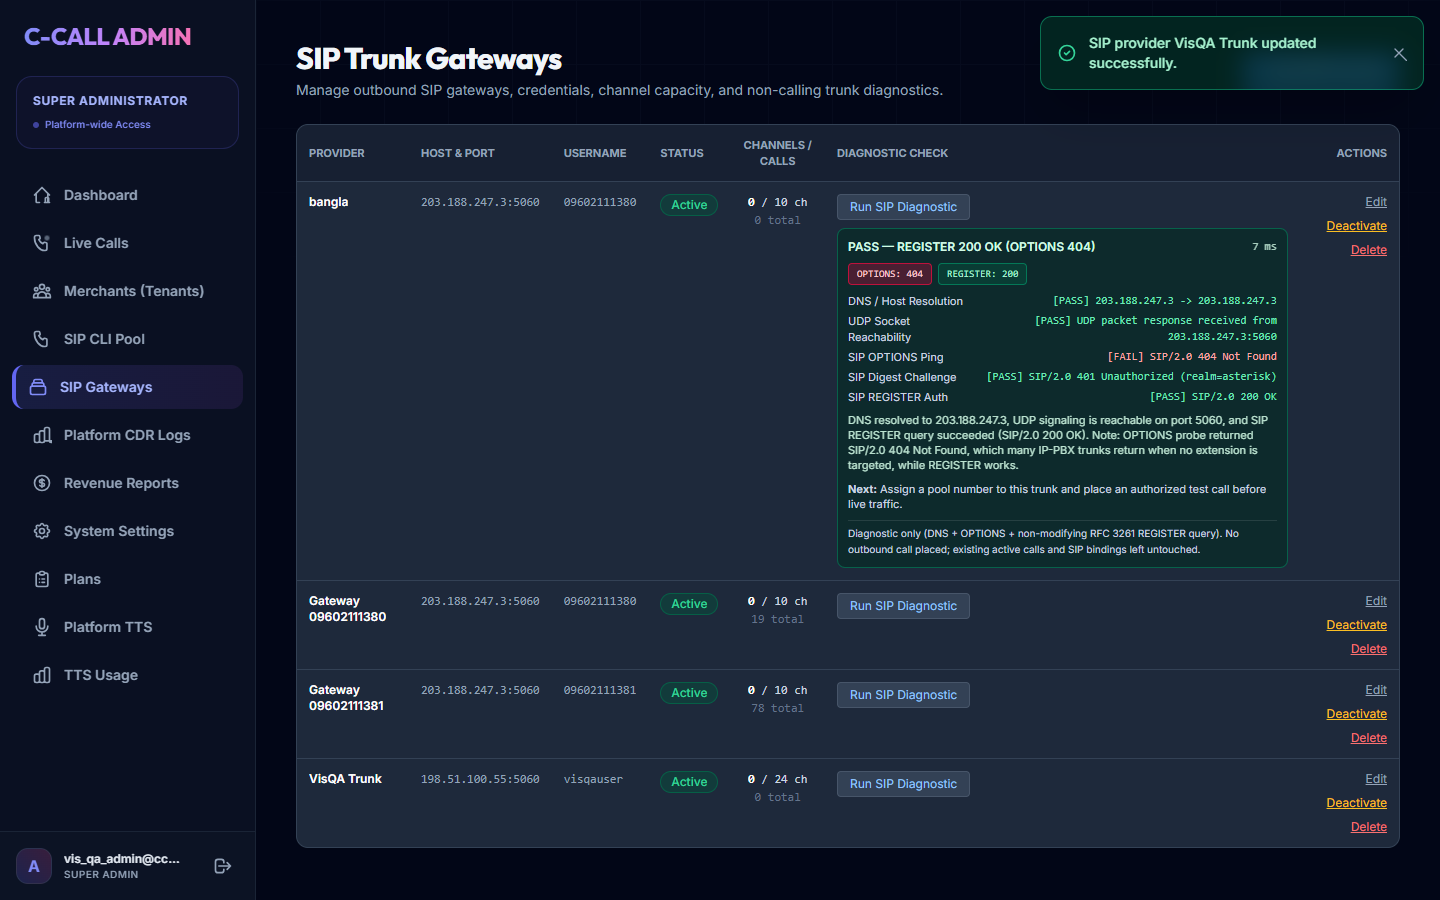 C-CALL ADMIN
SUPER ADMINISTRATOR
Platform-wide Access
Dashboard
Live Calls
Merchants (Tenants)
SIP CLI Pool
SIP Gateways
Platform CDR Logs
Revenue Reports
System Settings
Plans
Platform TTS
TTS Usage
A
vis_qa_admin@cc...
SUPER ADMIN
SIP Trunk Gateways
Manage outbound SIP gateways, credentials, channel capacity, and non-calling trunk diagnostics.
SIP provider VisQA Trunk updated
successfully.
PROVIDER HOST & PORT USERNAME STATUS CHANNELS / CALLS DIAGNOSTIC CHECK ACTIONS
bangla 203.188.247.3:5060 09602111380 Active 0 / 10 ch Run SIP Diagnostic Edit
0 total Deactivate
Delete
PASS — REGISTER 200 OK (OPTIONS 404) 7 ms
OPTIONS: 404 REGISTER: 200
DNS / Host Resolution [PASS] 203.188.247.3 -> 203.188.247.3
UDP Socket [PASS] UDP packet response received from
Reachability 203.188.247.3:5060
SIP OPTIONS Ping [FAIL] SIP/2.0 404 Not Found
SIP Digest Challenge [PASS] SIP/2.0 401 Unauthorized (realm=asterisk)
SIP REGISTER Auth [PASS] SIP/2.0 200 OK
DNS resolved to 203.188.247.3, UDP signaling is reachable on port 5060, and SIP
REGISTER query succeeded (SIP/2.0 200 OK). Note: OPTIONS probe returned
SIP/2.0 404 Not Found, which many IP-PBX trunks return when no extension is
targeted, while REGISTER works.
Next: Assign a pool number to this trunk and place an authorized test call before
live traffic.
Diagnostic only (DNS + OPTIONS + non-modifying RFC 3261 REGISTER query). No
outbound call placed; existing active calls and SIP bindings left untouched.
Gateway 203.188.247.3:5060 09602111380 Active 0 / 10 ch Run SIP Diagnostic Edit
09602111380 19 total Deactivate
Delete
Gateway 203.188.247.3:5060 09602111381 Active 0 / 10 ch Run SIP Diagnostic Edit
09602111381 78 total Deactivate
Delete
VisQA Trunk 198.51.100.55:5060 visqauser Active 0 / 24 ch Run SIP Diagnostic Edit
0 total Deactivate
Delete